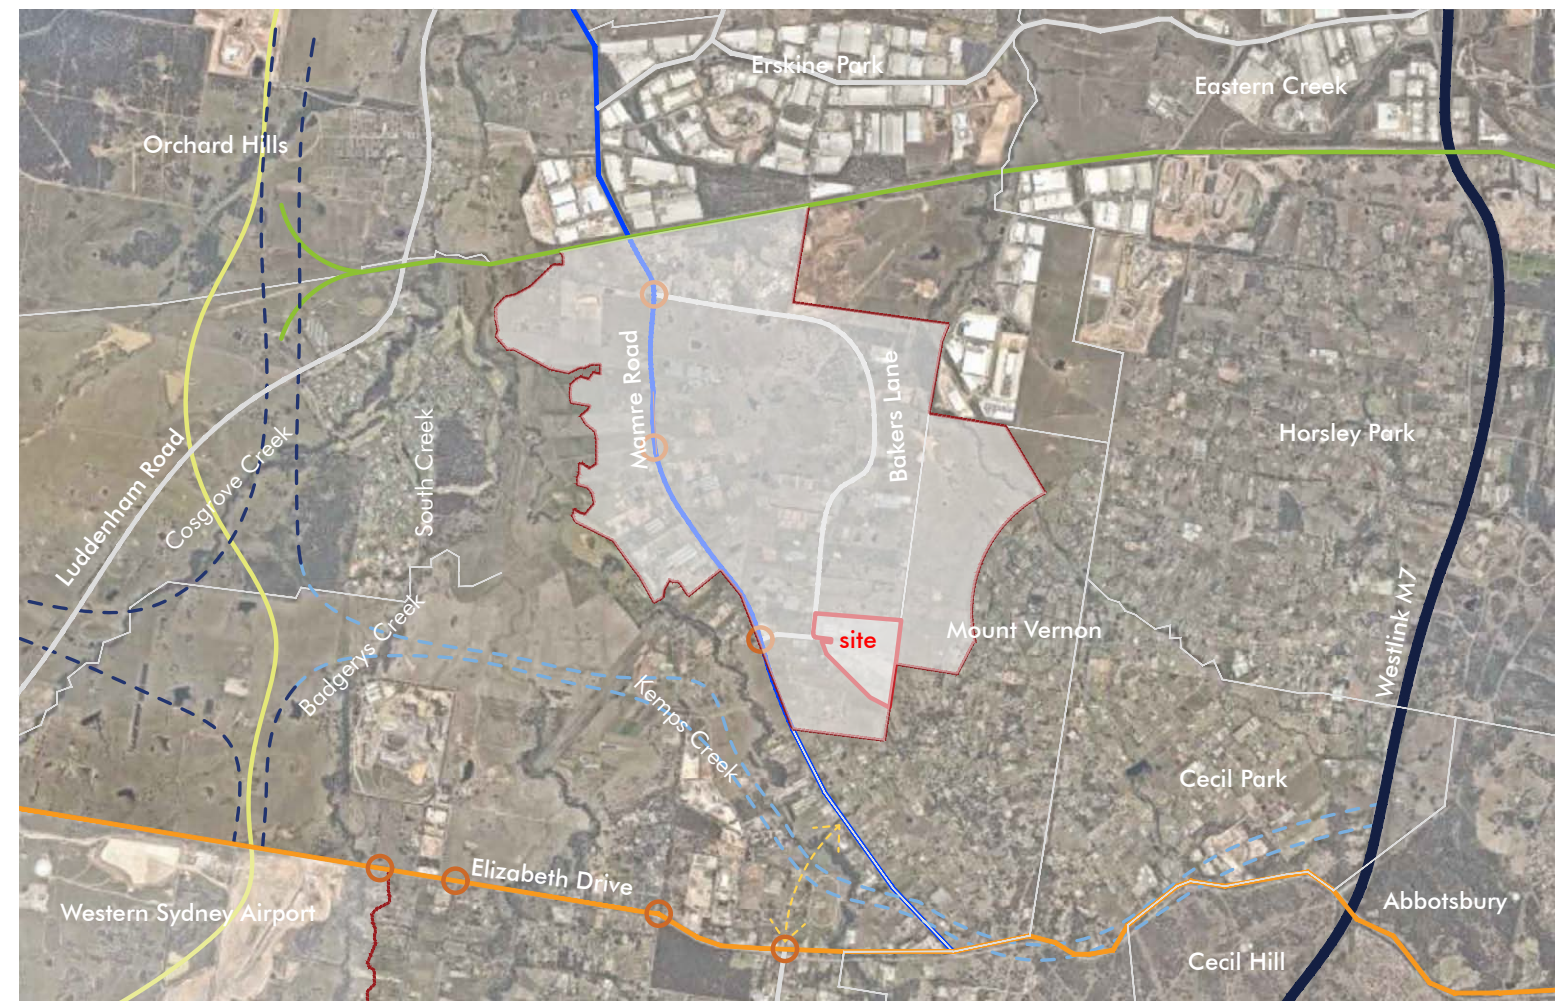 Erskine Park
Eastern Creek
Orchard Hills
Mamre Road
Bakers Lane
Horsley Park
Luddenham Road
Cosgrove Creek
South Creek
Badgerys Creek
site
Mount Vernon
Westlink M7
Kemps Creek
Cecil Park
Elizabeth Drive
Western Sydney Airport
Abbotsbury
Cecil Hill